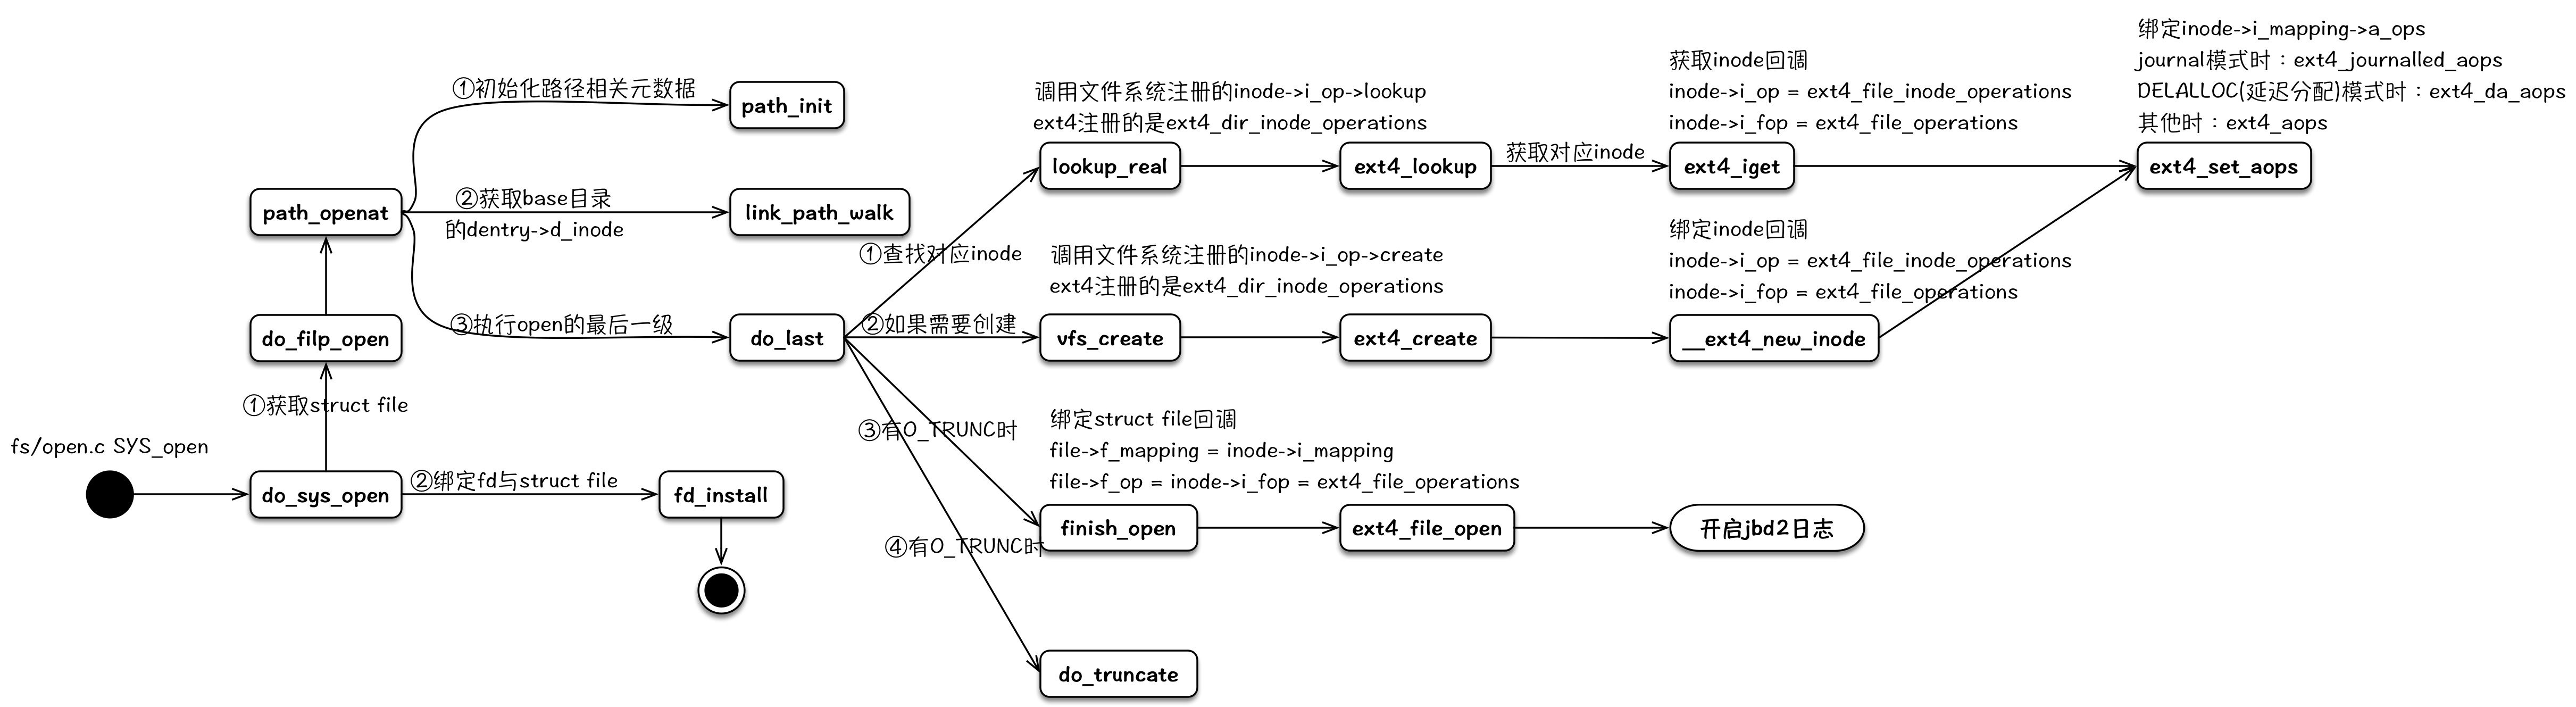 fs/open.c SYS_open
do_sys_open
①获取struct file
do_filp_open
path_openat
①初始化路径相关元数据
path_init
②获取base目录
的dentry->d_inode
link_path_walk
③执行open的最后一级
do_last
②绑定fd与struct file
fd_install
①查找对应inode
调用文件系统注册的inode->i_op->lookup
ext4注册的是ext4_dir_inode_operations
lookup_real
ext4_lookup
获取对应inode
获取inode回调
inode->i_op = ext4_file_inode_operations
inode->i_fop = ext4_file_operations
ext4_iget
绑定inode->i_mapping->a_ops
journal模式时：ext4_journalled_aops
DELALLOC(延迟分配)模式时：ext4_da_aops
其他时：ext4_aops
ext4_set_aops
②如果需要创建
调用文件系统注册的inode->i_op->create
ext4注册的是ext4_dir_inode_operations
vfs_create
ext4_create
绑定inode回调
inode->i_op = ext4_file_inode_operations
inode->i_fop = ext4_file_operations
__ext4_new_inode
③有O_TRUNC时
绑定struct file回调
file->f_mapping = inode->i_mapping
file->f_op = inode->i_fop = ext4_file_operations
finish_open
ext4_file_open
开启jbd2日志
④有O_TRUNC时
do_truncate